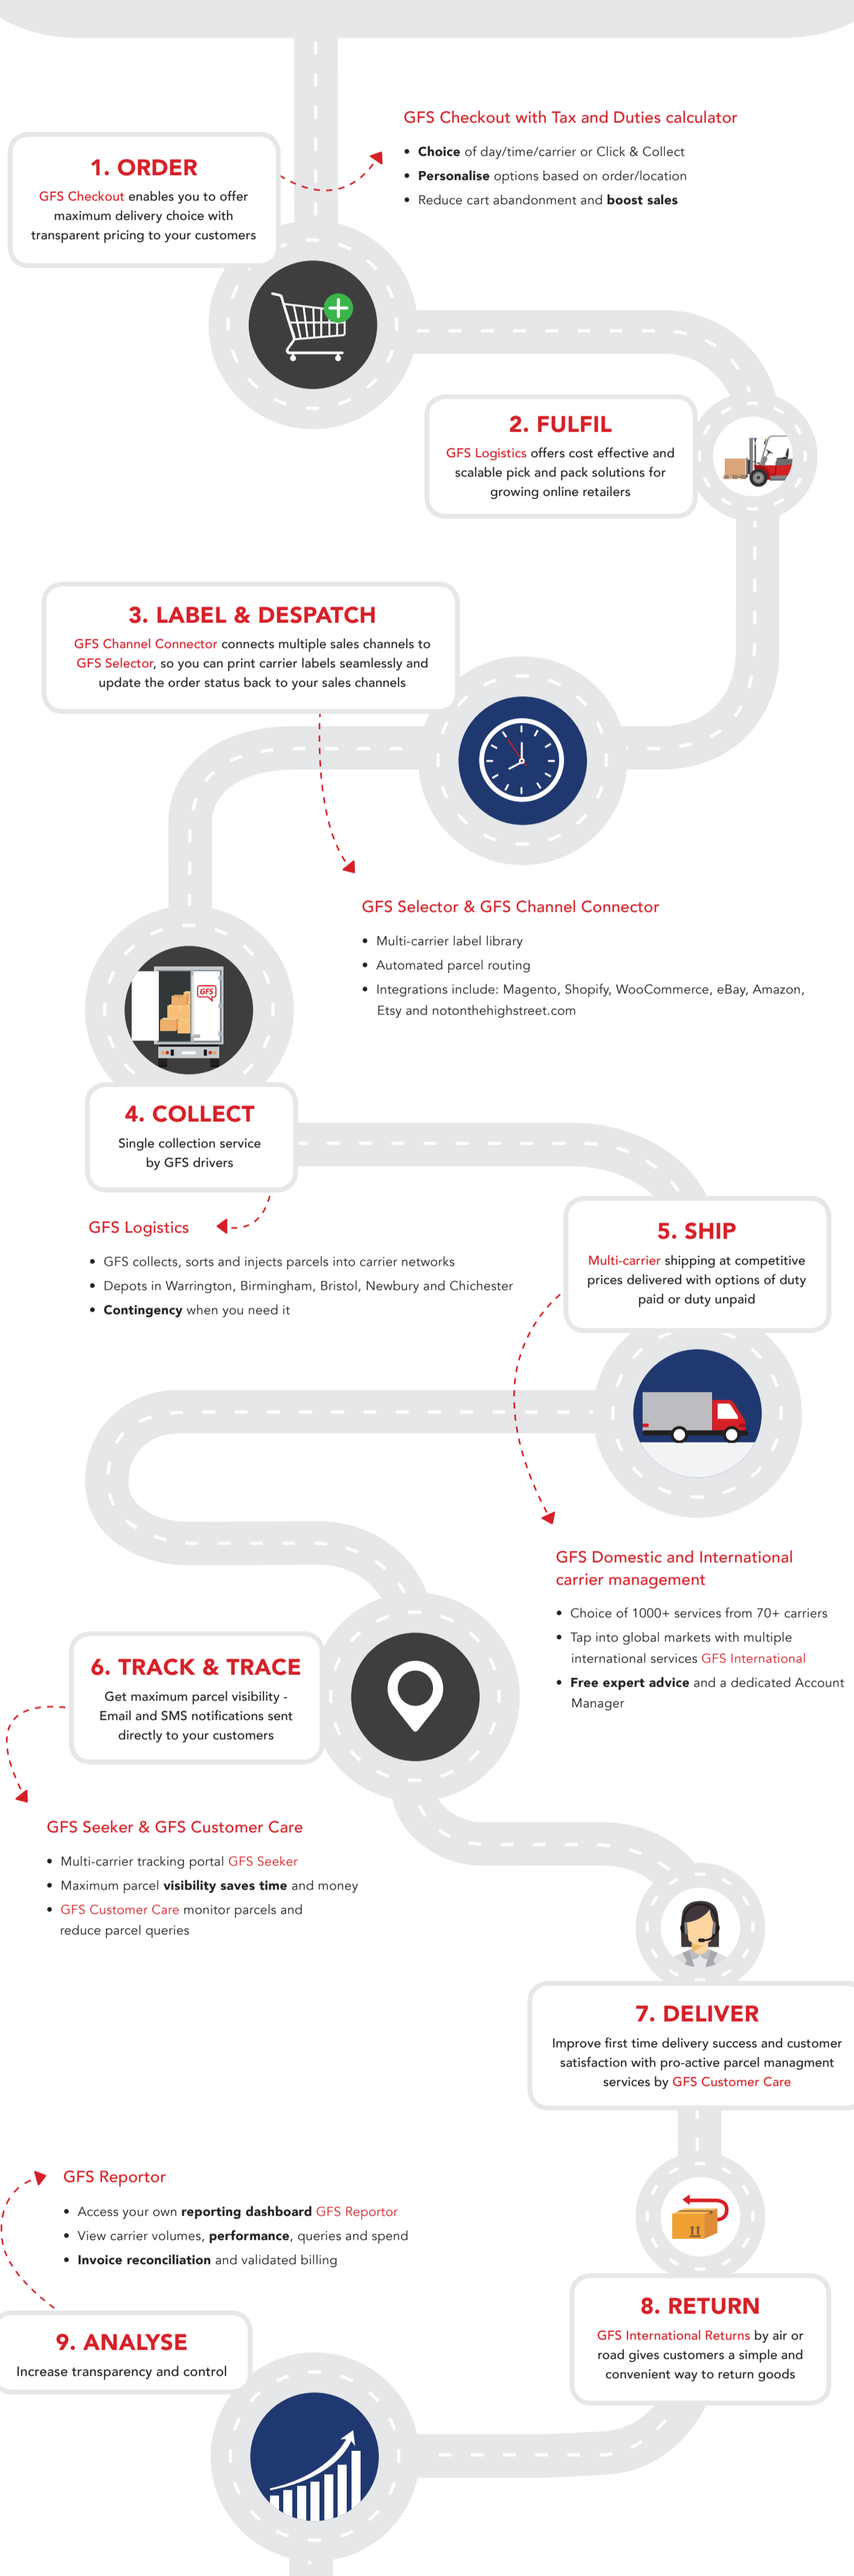 GFS Checkout with Tax and Duties calculator
• Choice of day/time/carrier or Click & Collect
• Personalise options based on order/location
• Reduce cart abandonment and boost sales
1. ORDER
GFS Checkout enables you to offer
maximum delivery choice with
transparent pricing to your customers
2. FULFIL
GFS Logistics offers cost effective and
scalable pick and pack solutions for
growing online retailers
3. LABEL & DESPATCH
GFS Channel Connector connects multiple sales channels to
GFS Selector, so you can print carrier labels seamlessly and
update the order status back to your sales channels
GFS Selector & GFS Channel Connector
• Multi-carrier label library
• Automated parcel routing
• Integrations include: Magento, Shopify, WooCommerce, eBay, Amazon,
Etsy and notonthehighstreet.com
GFS
4. COLLECT
Single collection service
by GFS drivers
GFS Logistics
• GFS collects, sorts and injects parcels into carrier networks
• Depots in Warrington, Birmingham, Bristol, Newbury and Chichester
• Contingency when you need it
5. SHIP
Multi-carrier shipping at competitive
prices delivered with options of duty
paid or duty unpaid
GFS Domestic and International
carrier management
• Choice of 1000+ services from 70+ carriers
• Tap into global markets with multiple
international services GFS International
• Free expert advice and a dedicated Account
Manager
6. TRACK & TRACE
Get maximum parcel visibility -
Email and SMS notifications sent
directly to your customers
GFS Seeker & GFS Customer Care
• Multi-carrier tracking portal GFS Seeker
• Maximum parcel visibility saves time and money
• GFS Customer Care monitor parcels and
reduce parcel queries
7. DELIVER
Improve first time delivery success and customer
satisfaction with pro-active parcel managment
services by GFS Customer Care
GFS Reportor
• Access your own reporting dashboard GFS Reportor
• View carrier volumes, performance, queries and spend
• Invoice reconciliation and validated billing
8. RETURN
GFS International Returns by air or
road gives customers a simple and
convenient way to return goods
9. ANALYSE
Increase transparency and control